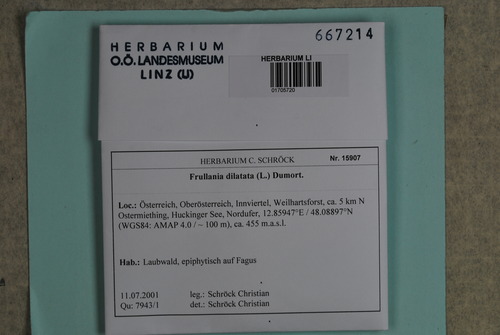 667214
HERBARIUM
O.Ö. LANDESMUSEUM
LINZ (U)
HERBARIUM LI
01705720
HERBARIUM C. SCHRÖCK Nr. 15907
Frullania dilatata (L.) Dumort.
Loc.: Österreich, Oberösterreich, Innviertel, Weilhartsforst, ca. 5 km N
Ostermiething, Huckinger See, Nordufer, 12.85947°E / 48.08897°N
(WGS84: AMAP 4.0 / ~ 100 m), ca. 455 m.a.s.l.
Hab.: Laubwald, epiphytisch auf Fagus
11.07.2001 leg.: Schröck Christian
Qu: 7943/1 det.: Schröck Christian